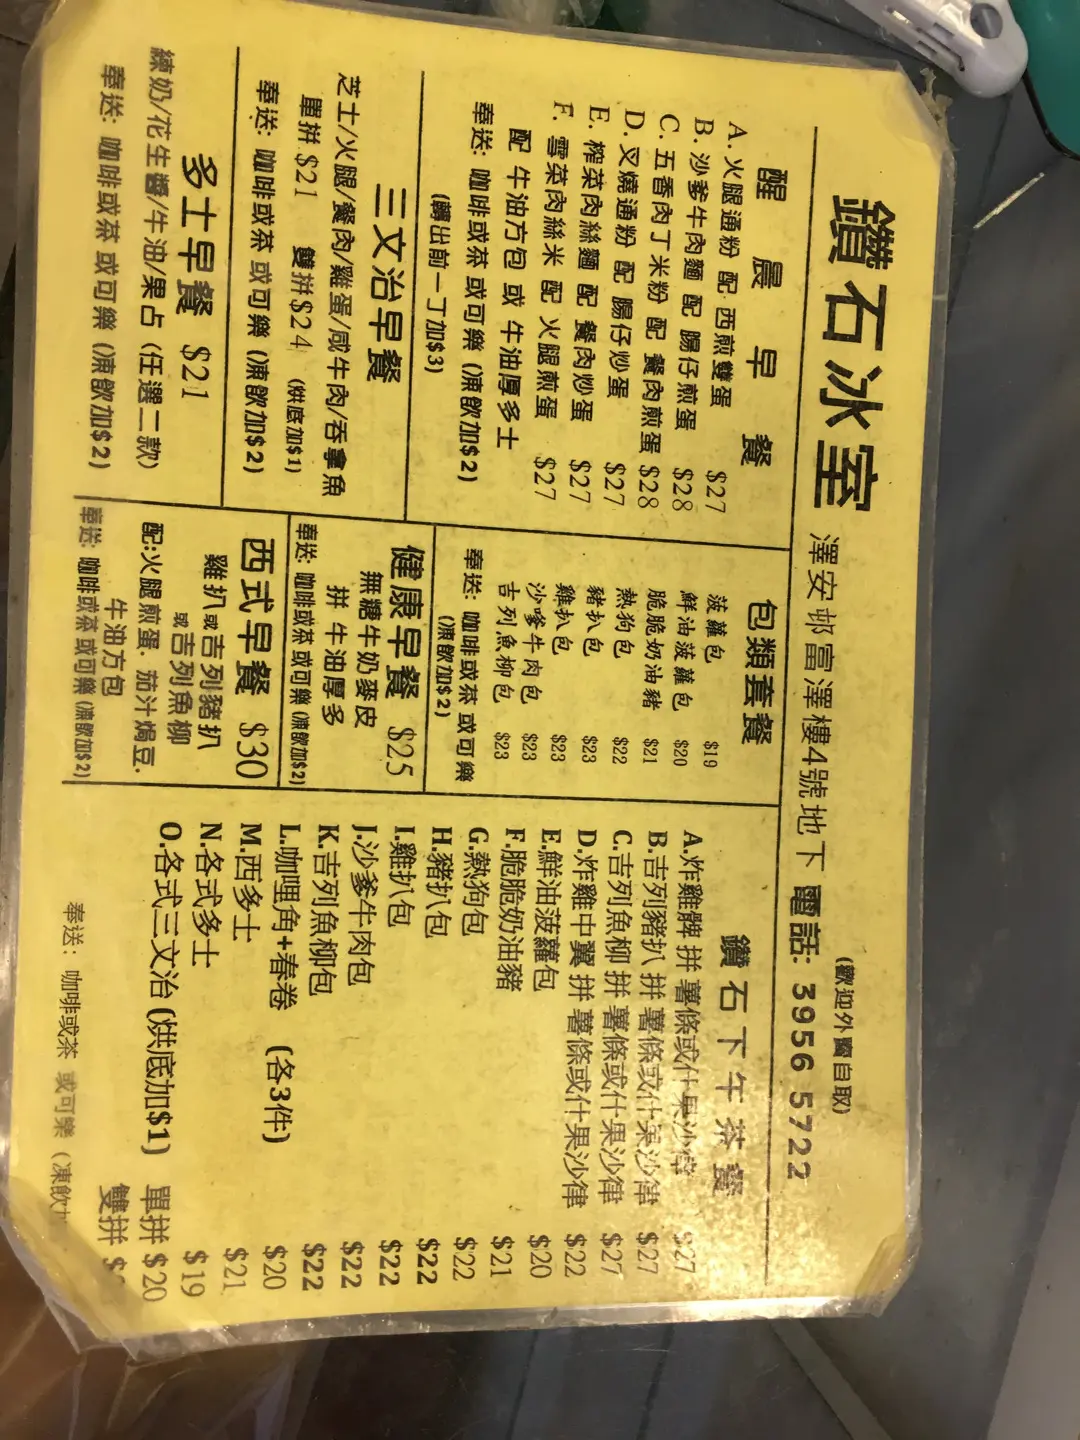 鑽石冰室 澤安邨富澤樓4號地下 電話: 3956 5722
(歡迎外賣自取)
醒晨早餐
A. 火腿通粉 配 西煎雙蛋 $27
B. 沙爹牛肉麵 配 腸仔煎蛋 $28
C. 五香肉丁米粉 配 餐肉煎蛋 $28
D. 叉燒通粉 配 腸仔炒蛋 $27
E. 榨菜肉絲麵 配 餐肉炒蛋 $27
F. 雪菜肉絲米 配 火腿煎蛋 $27
配 牛油方包 或 牛油厚多士
奉送: 咖啡或茶 或可樂 (凍飲加$2)
(轉出前一丁加$3)
三文治早餐
芝士/火腿/餐肉/雞蛋/咸牛肉/吞拿魚
單拼 $21 雙拼$24 (烘底加$1)
奉送: 咖啡或茶 或可樂 (凍飲加$2)
多士早餐 $21
練奶/花生醬/牛油/果占 (任選二款)
奉送: 咖啡或茶 或可樂 (凍飲加$2)
包類套餐
菠蘿包 $19
鮮油菠蘿包 $20
脆脆奶油豬 $21
熱狗包 $22
豬扒包 $23
雞扒包 $23
沙嗲牛肉包 $23
吉列魚柳包 $23
奉送: 咖啡或茶 或可樂
(凍飲加$2)
健康早餐 $25
無糖牛奶麥皮
拼 牛油厚多
奉送: 咖啡或茶 或可樂 (凍飲加$2)
西式早餐 $30
雞扒或吉列豬扒
或吉列魚柳
配:火腿煎蛋, 茄汁焗豆.
牛油方包
奉送: 咖啡或茶或可樂 (凍飲加$2)
鑽石下午茶餐
A.炸雞髀 拼 薯條或什果沙律 $27
B.吉列豬扒 拼 薯條或什果沙律 $27
C.吉列魚柳 拼 薯條或什果沙律 $27
D.炸雞中翼 拼 薯條或什果沙律 $22
E.鮮油菠蘿包 $20
F.脆脆奶油豬 $21
G.熱狗包 $22
H.豬扒包 $22
I.雞扒包 $22
J.沙爹牛肉包 $22
K.吉列魚柳包 $22
L.咖喱角+春卷 (各3件) $20
M.西多士 $21
N.各式多士 $19
O.各式三文治 (烘底加$1) 單拼 $20
雙拼
奉送: 咖啡或茶 或可樂 (凍飲